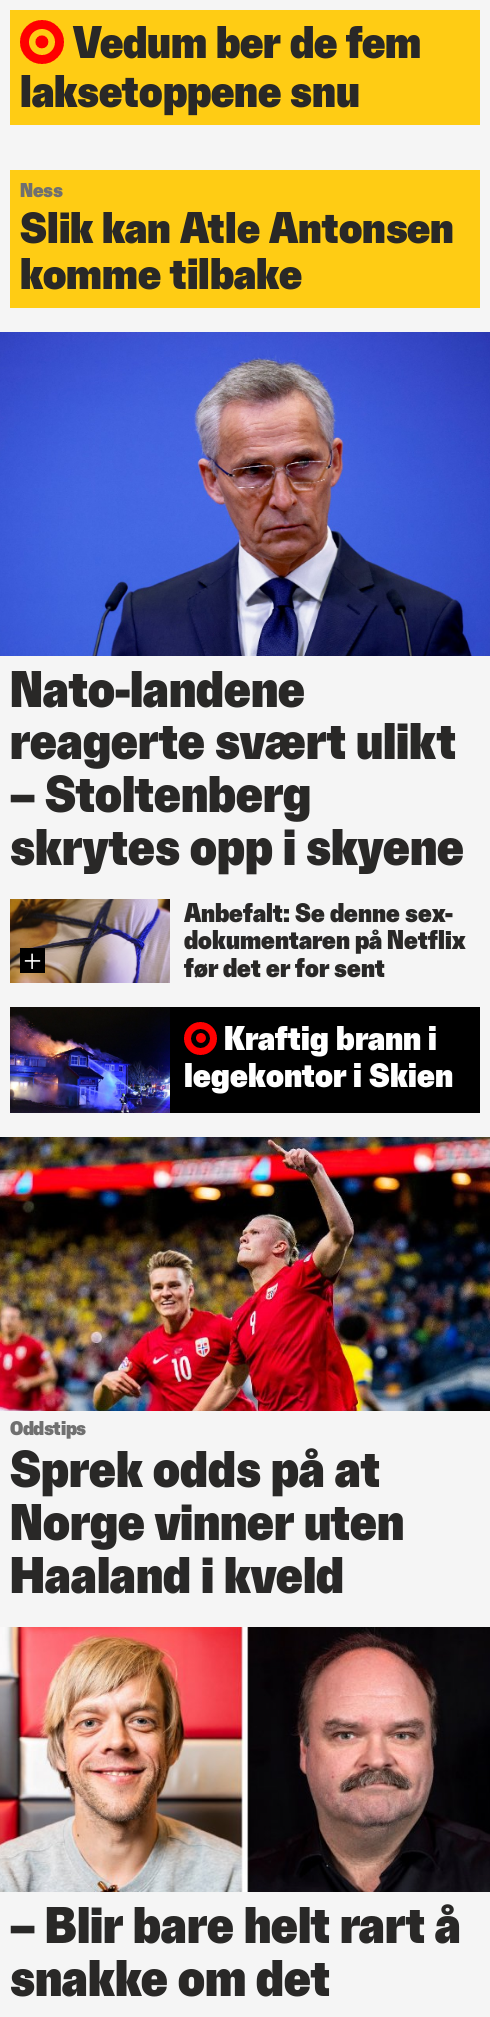 Vedum ber de fem
laksetoppene snu
Ness
Slik kan Atle Antonsen
komme tilbake
Nato-landene
reagerte svært ulikt
– Stoltenberg
skrytes opp i skyene
Anbefalt: Se denne sex-
dokumentaren på Netflix
før det er for sent
Kraftig brann i
legekontor i Skien
10
9
Oddstips
Sprek odds på at
Norge vinner uten
Haaland i kveld
– Blir bare helt rart å
snakke om det